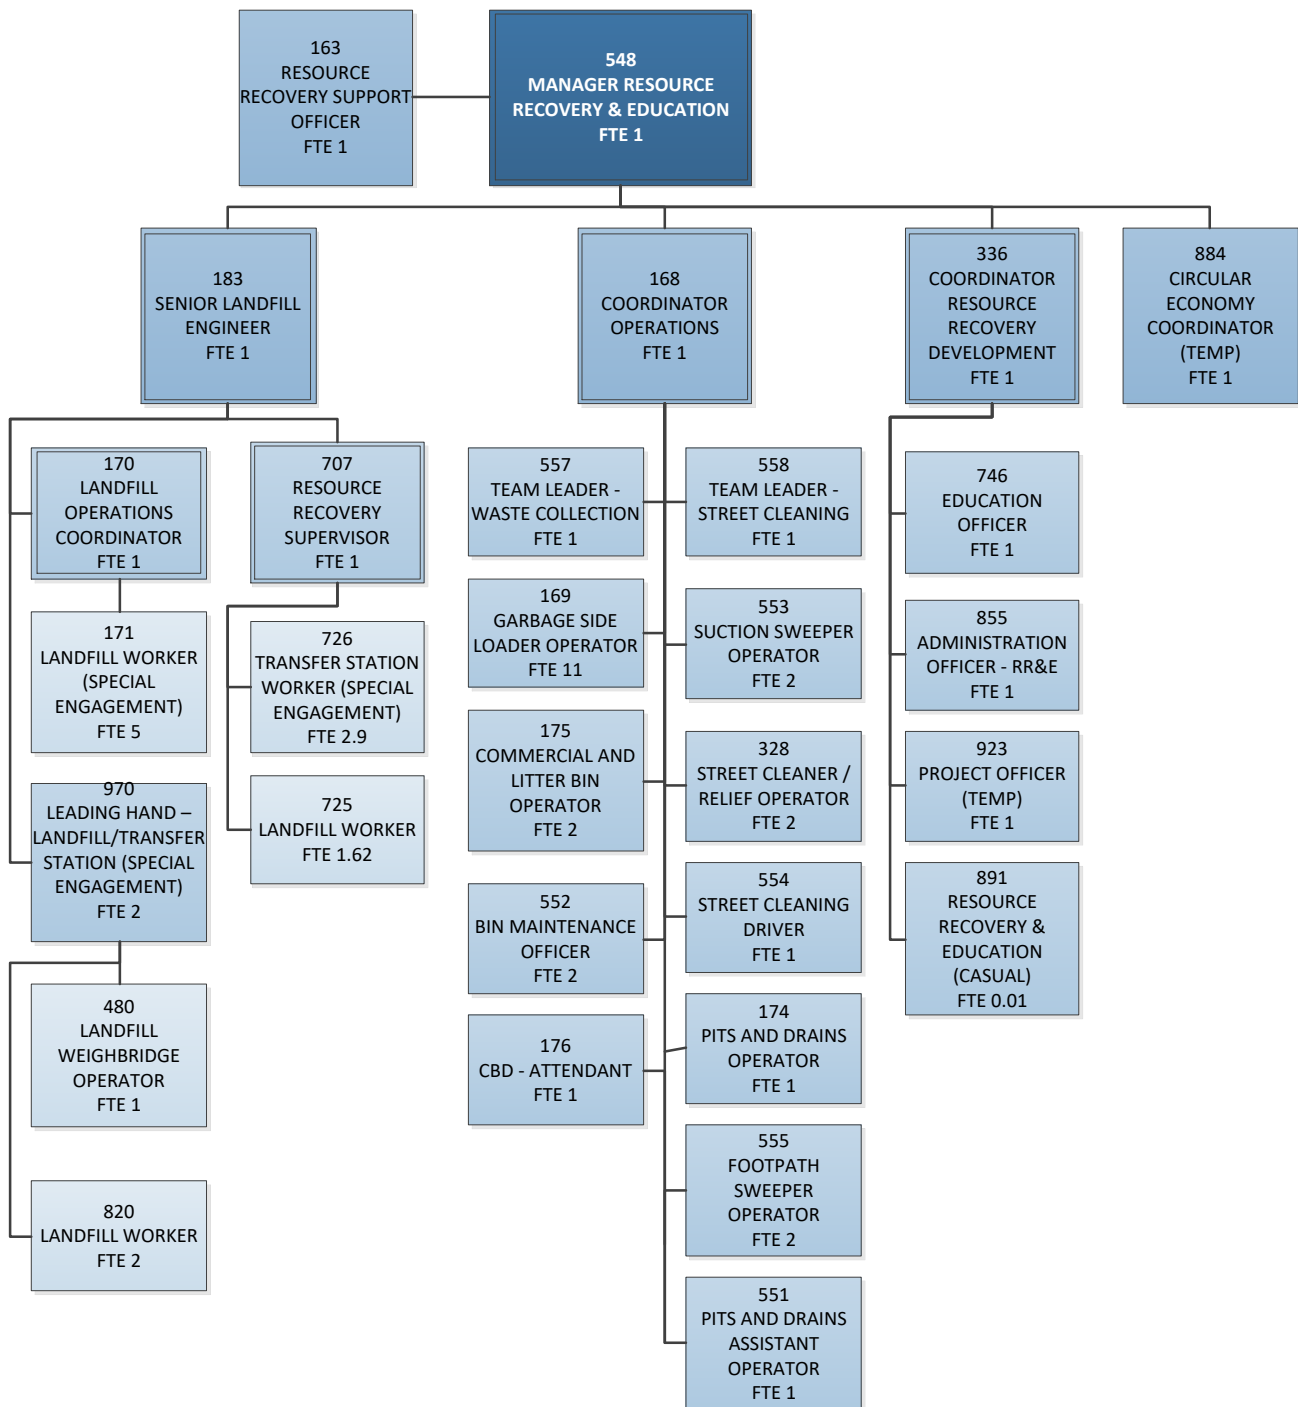 163
RESOURCE
RECOVERY SUPPORT
OFFICER
FTE 1
548
MANAGER RESOURCE
RECOVERY & EDUCATION
FTE 1
183
SENIOR LANDFILL
ENGINEER
FTE 1
168
COORDINATOR
OPERATIONS
FTE 1
336
COORDINATOR
RESOURCE
RECOVERY
DEVELOPMENT
FTE 1
884
CIRCULAR
ECONOMY
COORDINATOR
(TEMP)
FTE 1
170
LANDFILL
OPERATIONS
COORDINATOR
FTE 1
707
RESOURCE
RECOVERY
SUPERVISOR
FTE 1
171
LANDFILL WORKER
(SPECIAL
ENGAGEMENT)
FTE 5
726
TRANSFER STATION
WORKER (SPECIAL
ENGAGEMENT)
FTE 2.9
970
LEADING HAND –
LANDFILL/TRANSFER
STATION (SPECIAL
ENGAGEMENT)
FTE 2
725
LANDFILL WORKER
FTE 1.62
480
LANDFILL
WEIGHBRIDGE
OPERATOR
FTE 1
820
LANDFILL WORKER
FTE 2
557
TEAM LEADER -
WASTE COLLECTION
FTE 1
558
TEAM LEADER -
STREET CLEANING
FTE 1
169
GARBAGE SIDE
LOADER OPERATOR
FTE 11
553
SUCTION SWEEPER
OPERATOR
FTE 2
175
COMMERCIAL AND
LITTER BIN
OPERATOR
FTE 2
328
STREET CLEANER /
RELIEF OPERATOR
FTE 2
552
BIN MAINTENANCE
OFFICER
FTE 2
554
STREET CLEANING
DRIVER
FTE 1
176
CBD - ATTENDANT
FTE 1
174
PITS AND DRAINS
OPERATOR
FTE 1
555
FOOTPATH
SWEEPER
OPERATOR
FTE 2
551
PITS AND DRAINS
ASSISTANT
OPERATOR
FTE 1
746
EDUCATION
OFFICER
FTE 1
855
ADMINISTRATION
OFFICER - RR&E
FTE 1
923
PROJECT OFFICER
(TEMP)
FTE 1
891
RESOURCE
RECOVERY &
EDUCATION
(CASUAL)
FTE 0.01